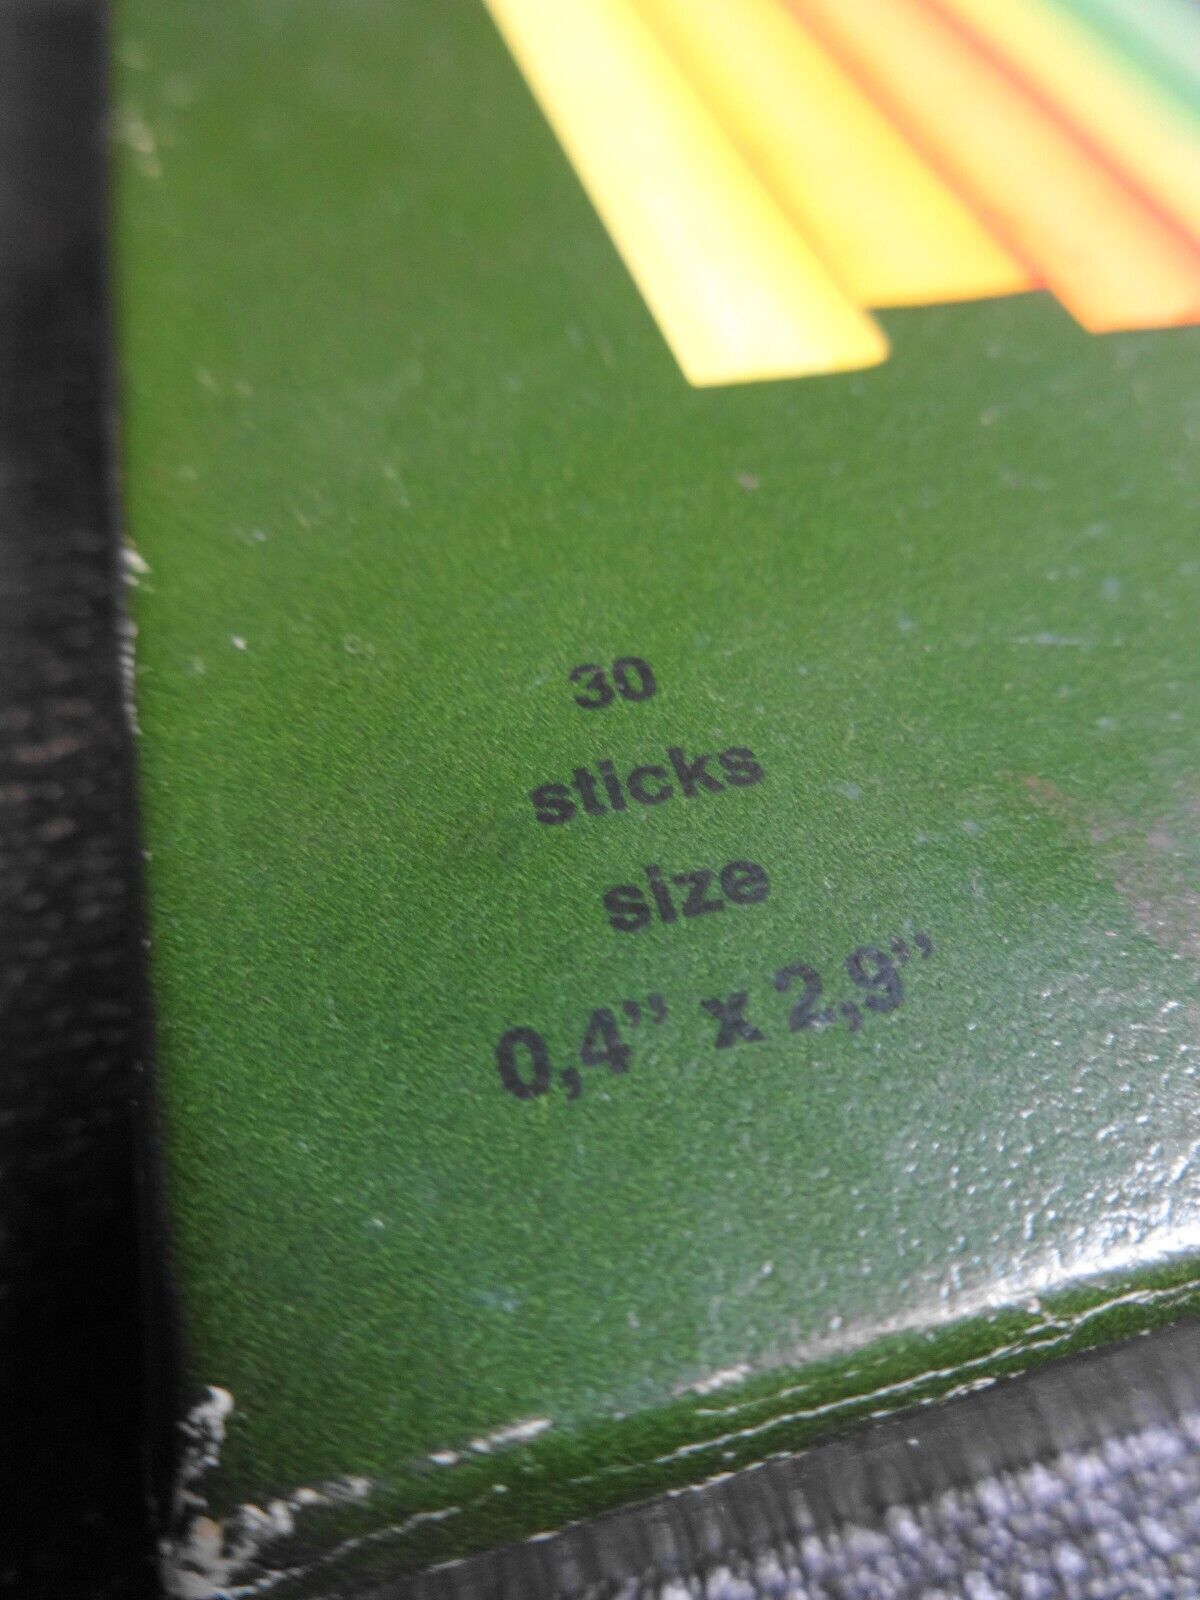 30
sticks
size
0,4” x 2,9”